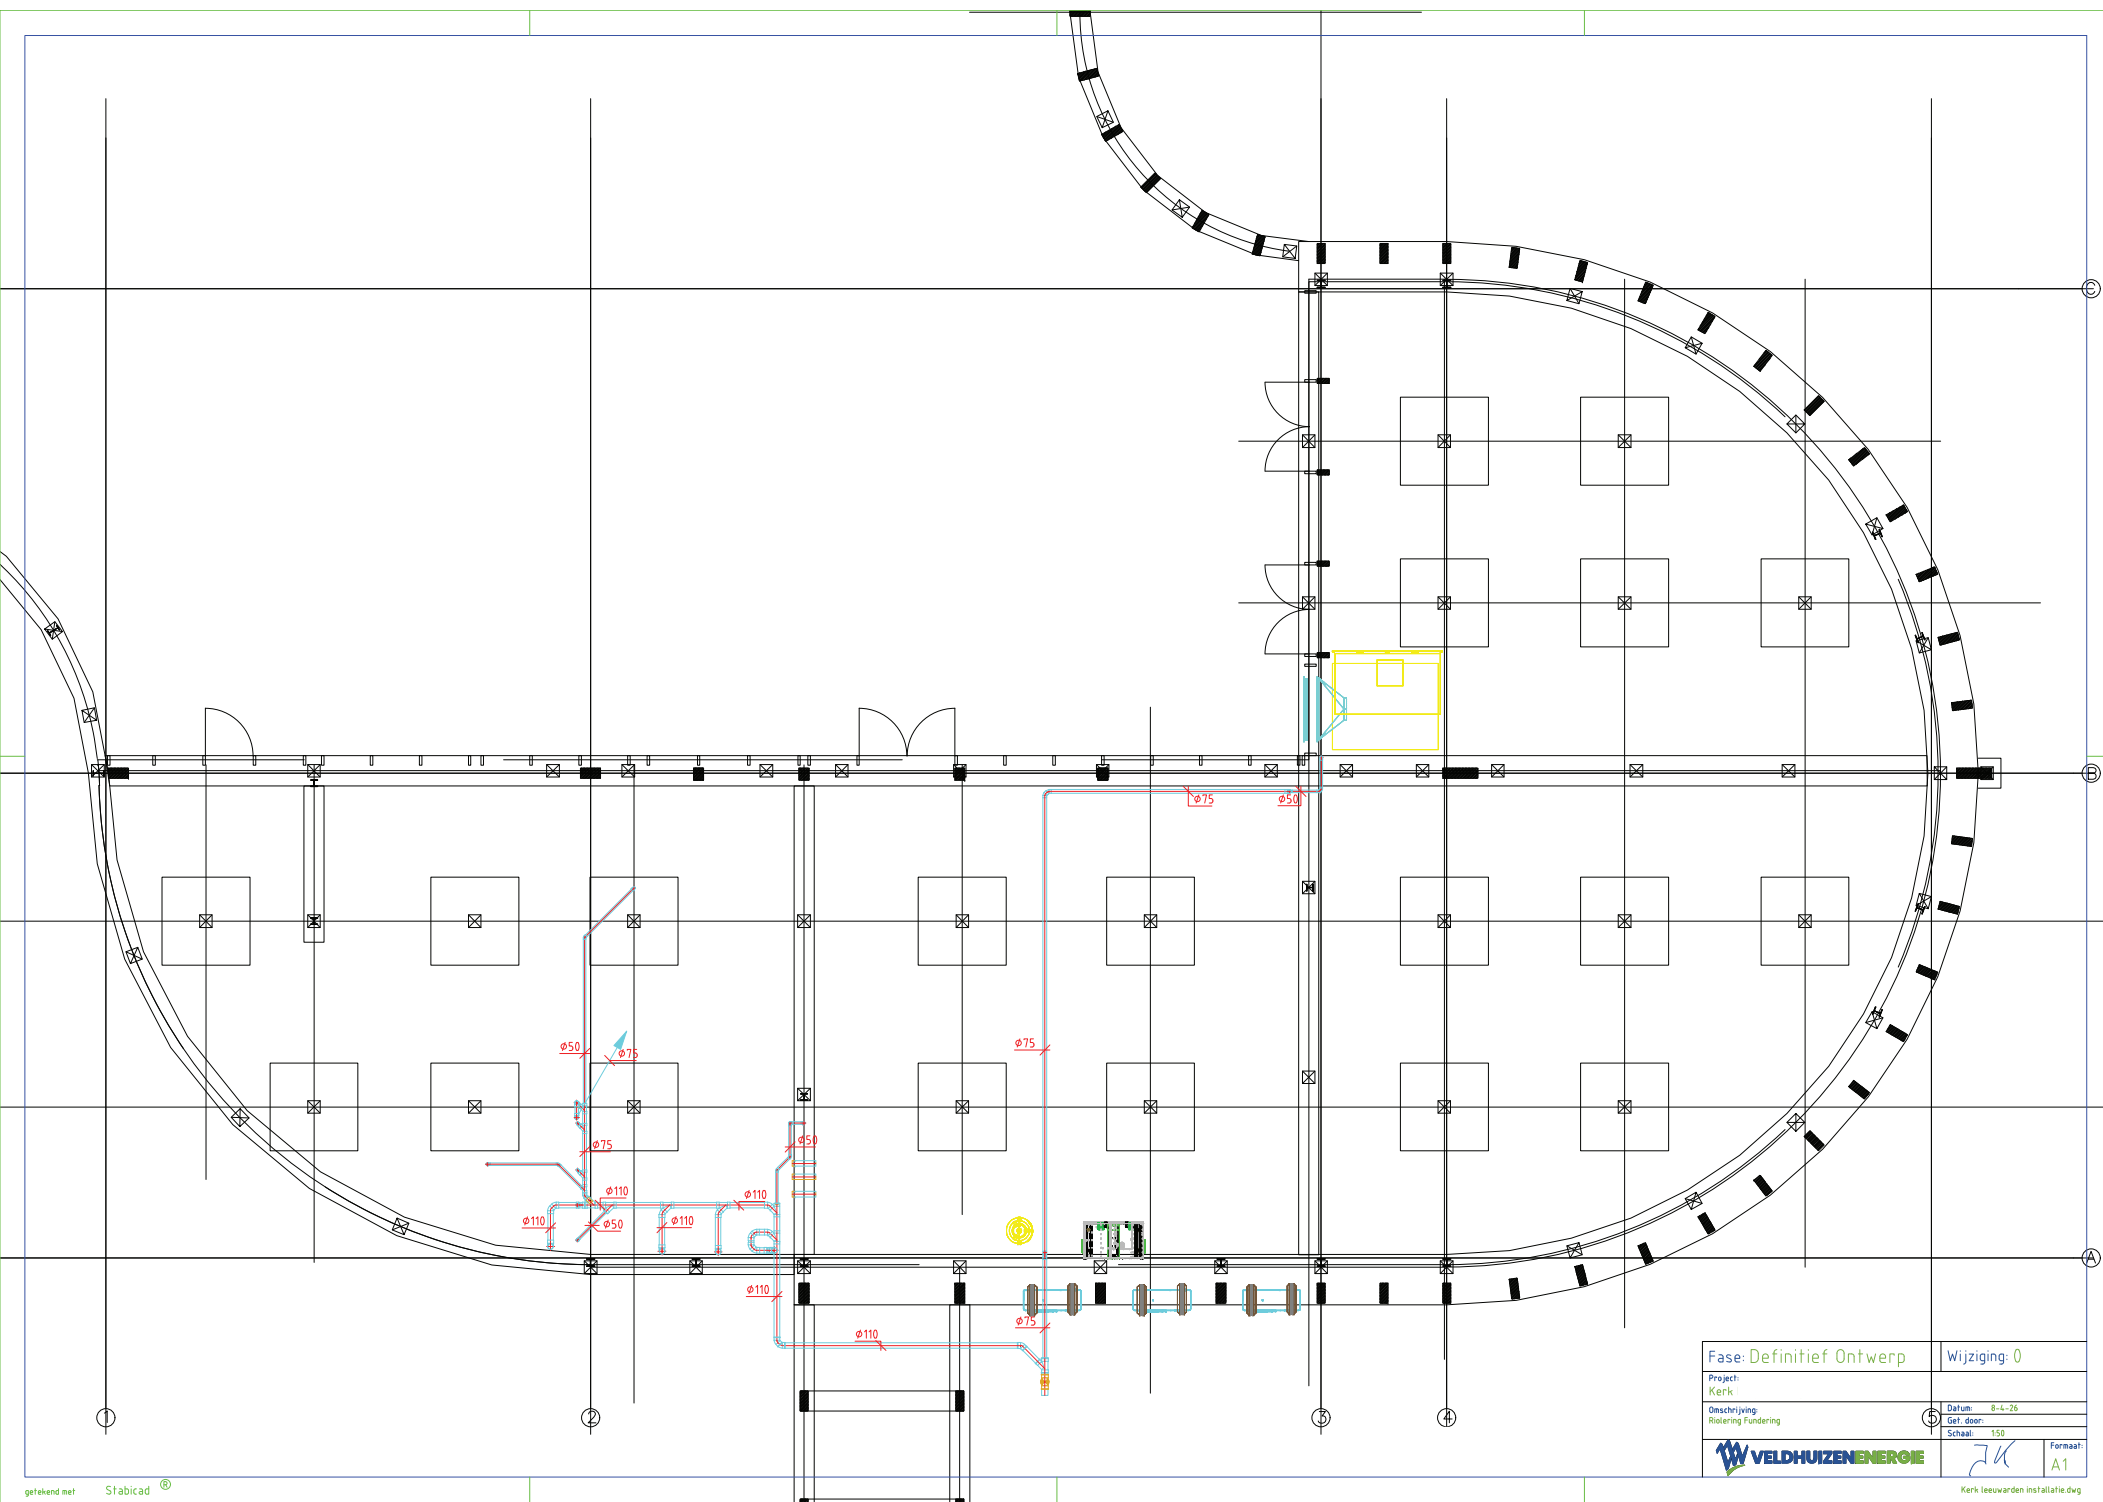 C
B
ø75
ø50
ø50
ø75
ø75
ø75
ø50
ø110
ø110
ø110
ø50
ø110
ø110
ø75
ø110
A
1
2
3
4
5
Fase: Definitief Ontwerp
Wijziging: 0
Project:
Kerk
Omschrijving:
Riolering Fundering
Datum: 8-4-26
Get. door:
Schaal: 1:50
VELDHUIZENENERGIE
JK
Formaat:
A1
getekend met Stabicad ®
Kerk leeuwarden installatie.dwg